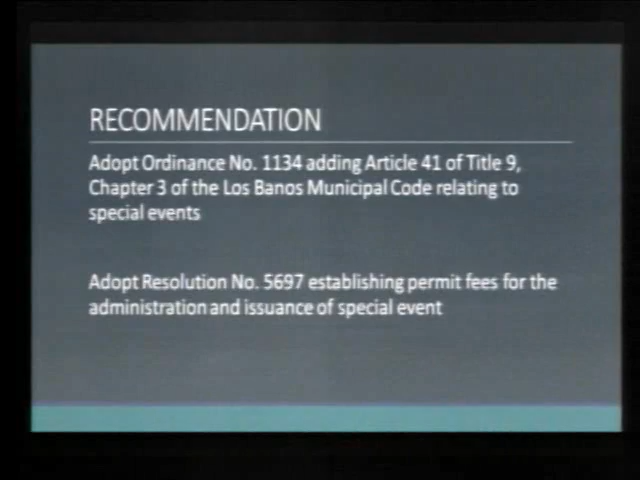 RECOMMENDATION
Adopt Ordinance No. 1134 adding Article 41 of Title 9,
Chapter 3 of the Los Banos Municipal Code relating to
special events
Adopt Resolution No. 5697 establishing permit fees for the
administration and issuance of special event